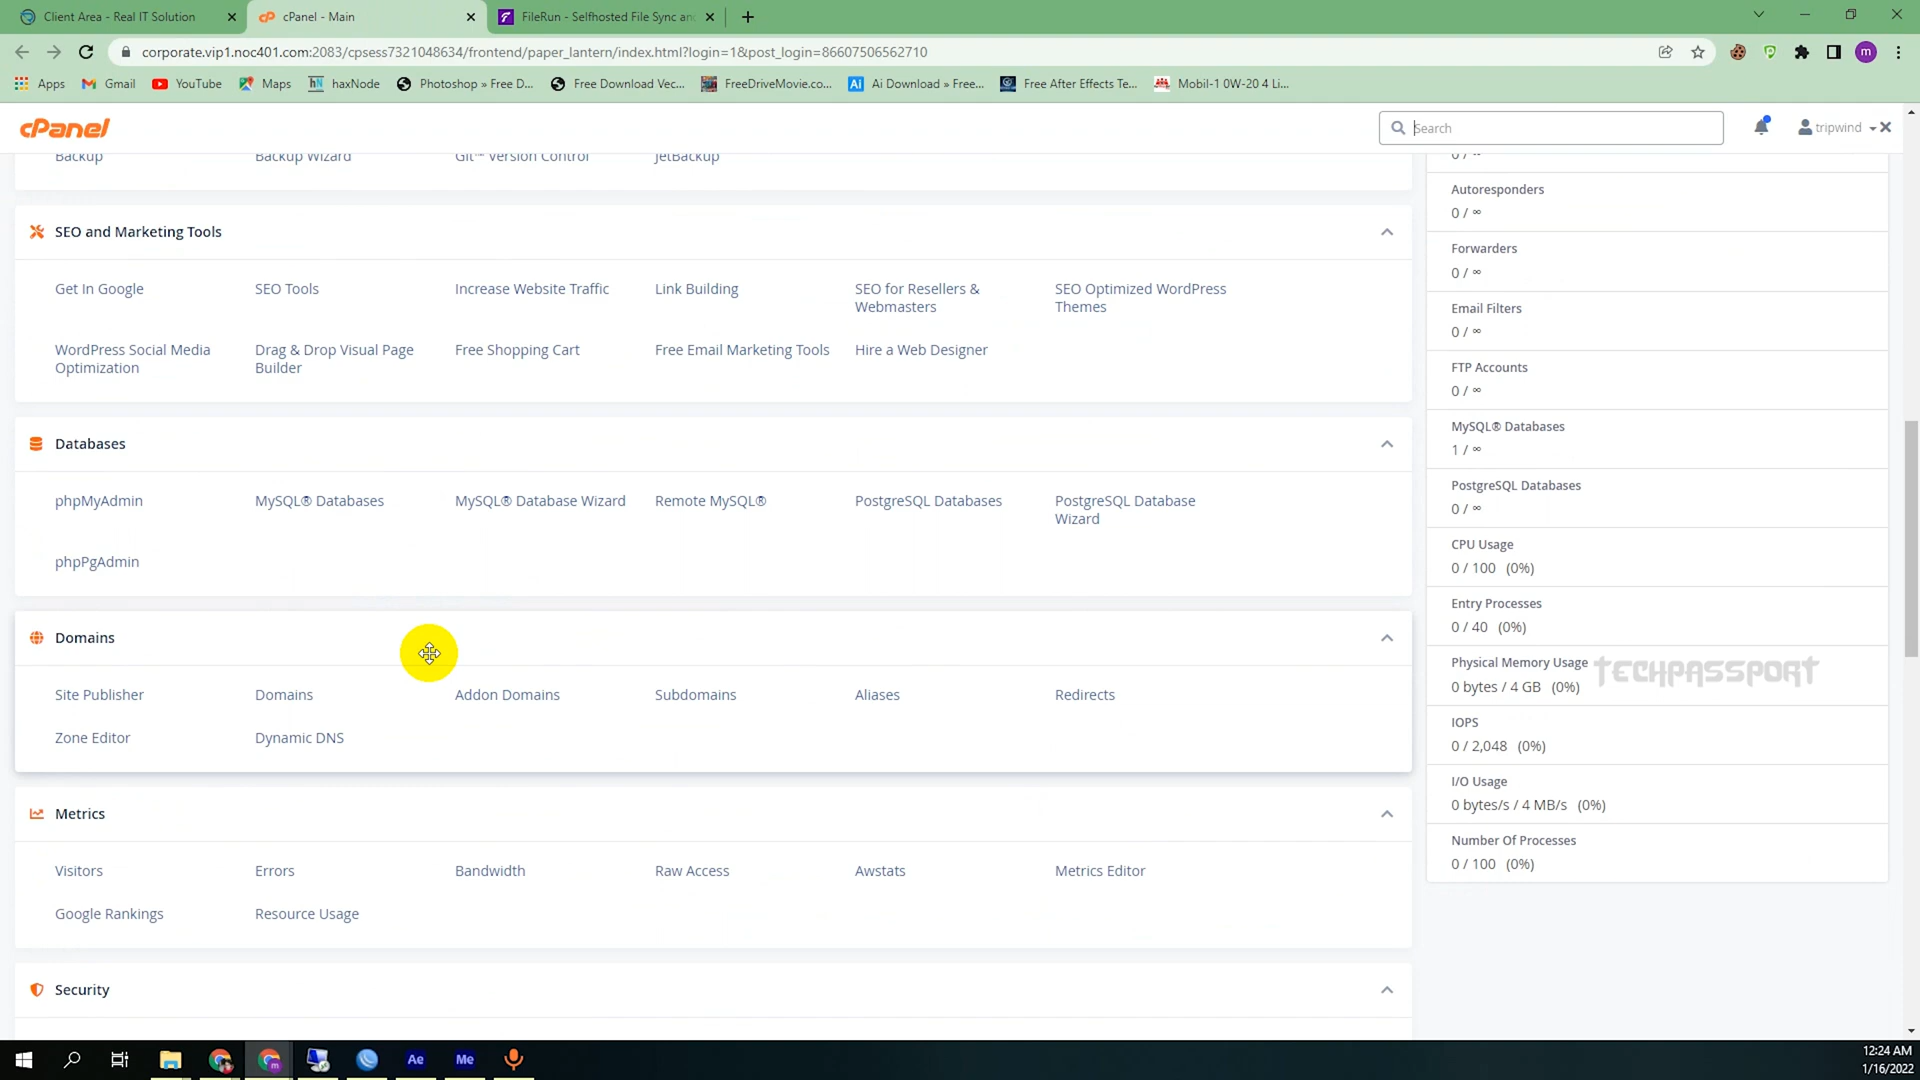 Client Area - Real IT Solution
cPanel - Main
FileRun - Selfhosted File Sync an
corporate.vip1.noc401.com:2083/cpsess7321048634/frontend/paper_lantern/index.html?login=1&post_login=86607506562710
m
Apps
Gmail
YouTube
Maps
hN haxNode
Photoshop » Free D...
Free Download Vec...
FreeDriveMovie.co...
Ai Ai Download » Free...
Free After Effects Te...
Mobil-1 0W-20 4 Li...
cPanel
Search
tripwind
Backup
Backup Wizard
Git™ Version Control
JetBackup
SEO and Marketing Tools
Get In Google
SEO Tools
Increase Website Traffic
Link Building
SEO for Resellers &
Webmasters
SEO Optimized WordPress
Themes
WordPress Social Media
Optimization
Drag & Drop Visual Page
Builder
Free Shopping Cart
Free Email Marketing Tools
Hire a Web Designer
Databases
phpMyAdmin
MySQL® Databases
MySQL® Database Wizard
Remote MySQL®
PostgreSQL Databases
PostgreSQL Database
Wizard
phpPgAdmin
Domains
Site Publisher
Domains
Addon Domains
Subdomains
Aliases
Redirects
Zone Editor
Dynamic DNS
Metrics
Visitors
Errors
Bandwidth
Raw Access
Awstats
Metrics Editor
Google Rankings
Resource Usage
Security
0 / ∞
Autoresponders
0 / ∞
Forwarders
0 / ∞
Email Filters
0 / ∞
FTP Accounts
0 / ∞
MySQL® Databases
1 / ∞
PostgreSQL Databases
0 / ∞
CPU Usage
0 / 100 (0%)
Entry Processes
0 / 40 (0%)
Physical Memory Usage
0 bytes / 4 GB (0%)
TECHPASSPORT
IOPS
0 / 2,048 (0%)
I/O Usage
0 bytes/s / 4 MB/s (0%)
Number Of Processes
0 / 100 (0%)
Ae
Me
12:24 AM
1/16/2022